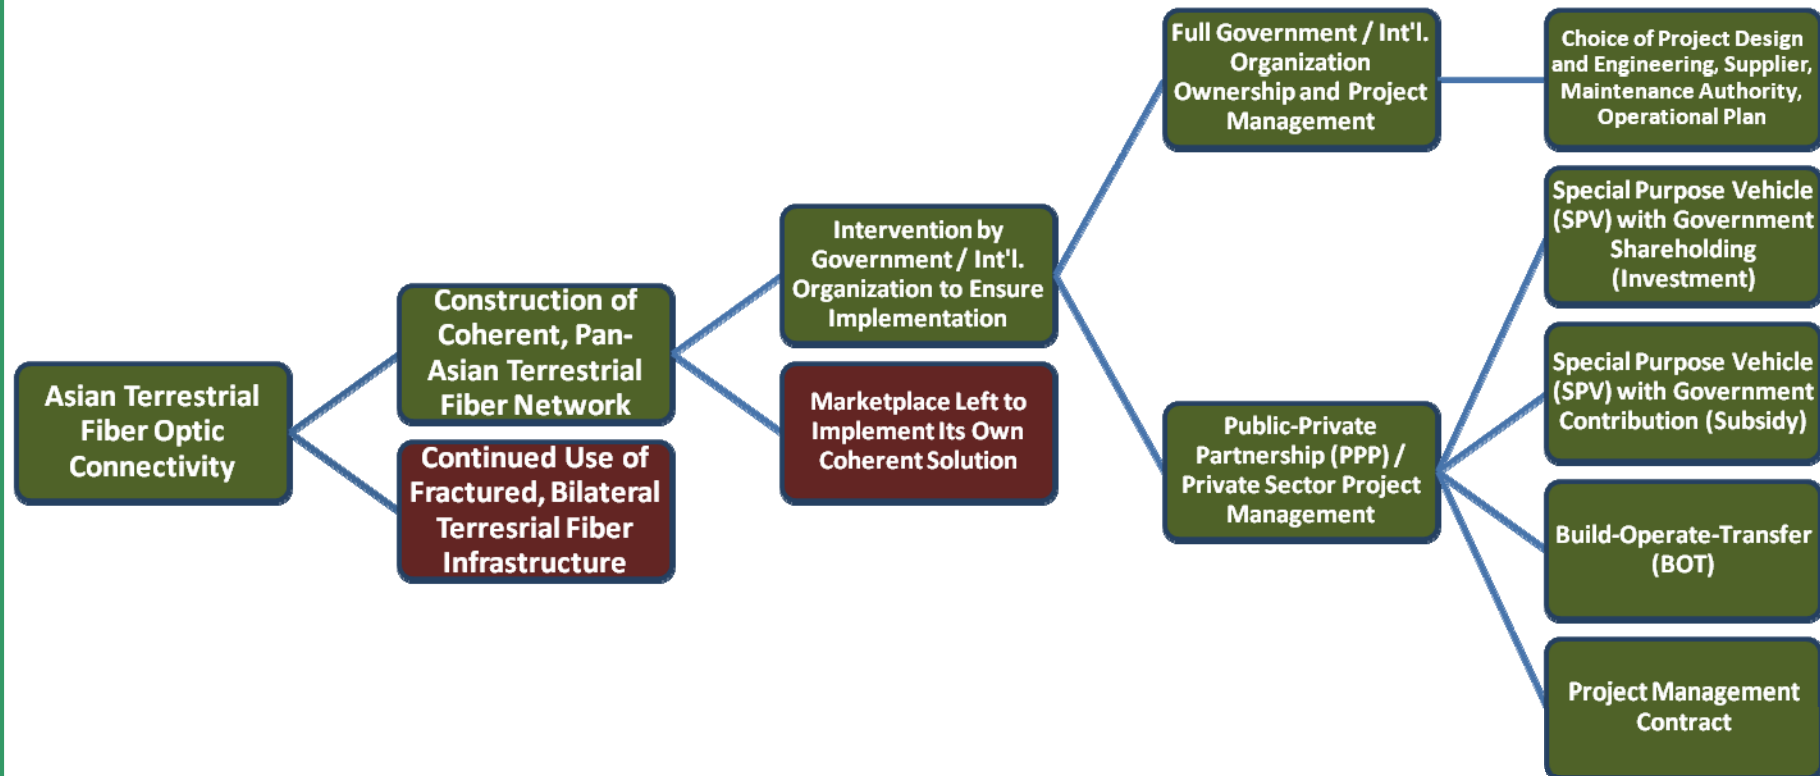 Asian Terrestrial
Fiber Optic
Connectivity
Construction of
Coherent, Pan-
Asian Terrestrial
Fiber Network
Continued Use of
Fractured, Bilateral
Terresrial Fiber
Infrastructure
Intervention by
Government / Int'l.
Organization to Ensure
Implementation
Marketplace Left to
Implement Its Own
Coherent Solution
Full Government / Int'l.
Organization
Ownership and Project
Management
Public-Private
Partnership (PPP) /
Private Sector Project
Management
Choice of Project Design
and Engineering, Supplier,
Maintenance Authority,
Operational Plan
Special Purpose Vehicle
(SPV) with Government
Shareholding
(Investment)
Special Purpose Vehicle
(SPV) with Government
Contribution (Subsidy)
Build-Operate-Transfer
(BOT)
Project Management
Contract